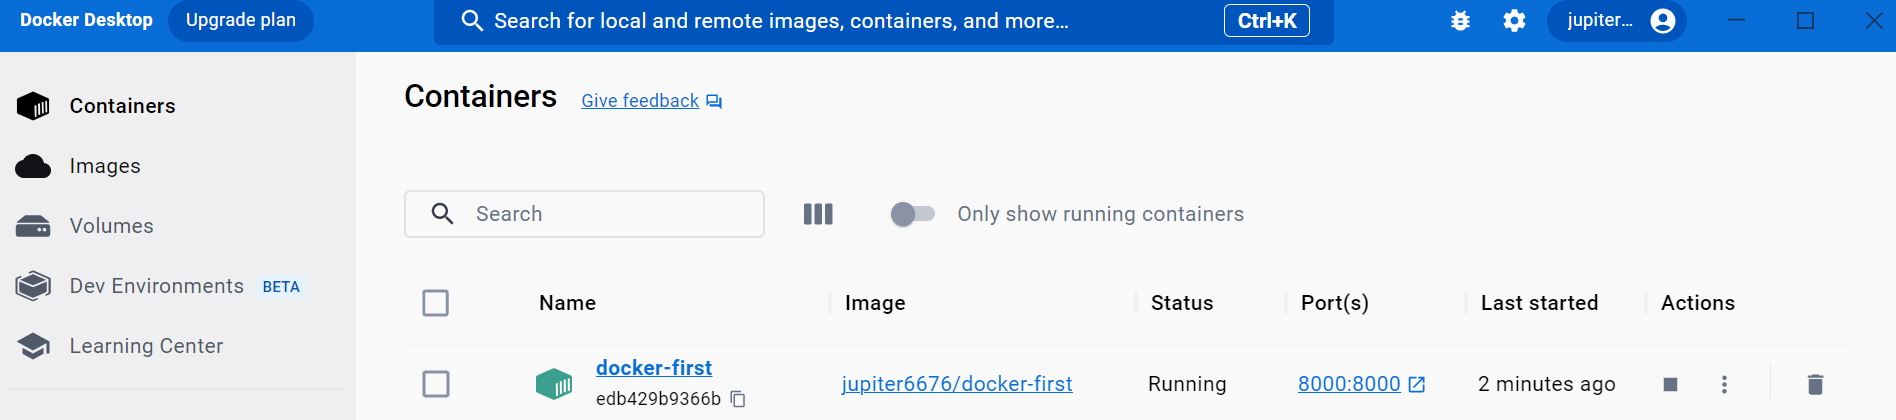 Docker Desktop
Upgrade plan
Search for local and remote images, containers, and more...
Ctrl+K
jupiter...
Containers
Images
Volumes
Dev Environments BETA
Learning Center
Containers
Give feedback
Search
Only show running containers
Name Image Status Port(s) Last started Actions
docker-first
edb429b9366b
jupiter6676/docker-first
Running
8000:8000
2 minutes ago